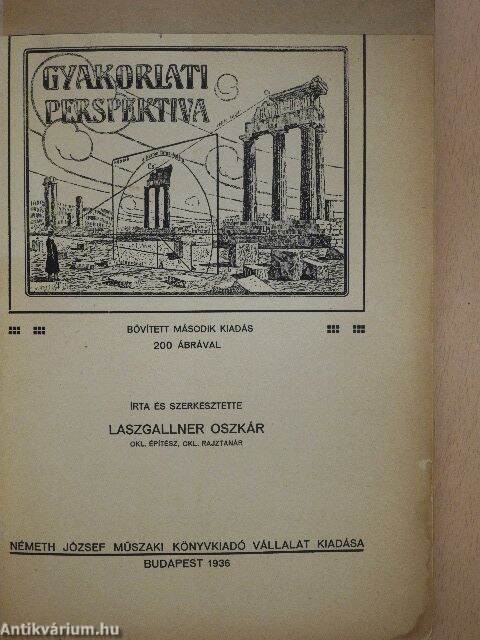 GYAKORLATI
PERSPEKTIVA
BŐVÍTETT MÁSODIK KIADÁS
200 ÁBRÁVAL
ÍRTA ÉS SZERKESZTETTE
LASZGALLNER OSZKÁR
OKL. ÉPÍTÉSZ, OKL. RAJZTANÁR
NÉMETH JÓZSEF MŰSZAKI KÖNYVKIADÓ VÁLLALAT KIADÁSA
BUDAPEST 1936
Antikvárium.hu